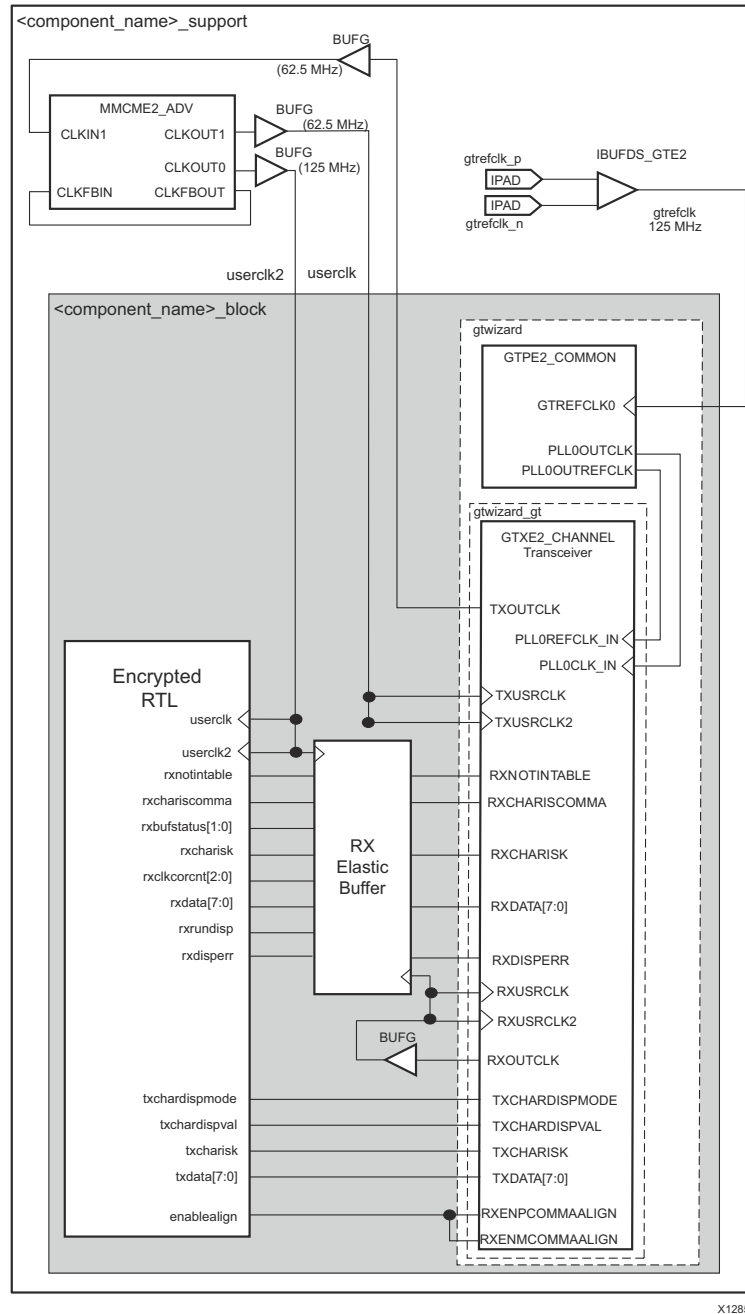 <component_name>_support
BUFG
(62.5 MHz)
MMCME2_ADV
CLKIN1
CLKOUT1
BUFG
(62.5 MHz)
CLKOUT0
BUFG
(125 MHz)
CLKFBIN
CLKFBOUT
gtrefclk_p
IPAD
IPAD
gtrefclk_n
IBUFDS_GTE2
gtrefclk
125 MHz
userclk2
userclk
<component_name>_block
gtwizard
GTPE2_COMMON
GTREFCLK0
PLL0OUTCLK
PLL0OUTREFCLK
gtwizard_gt
GTXE2_CHANNEL
Transceiver
TXOUTCLK
PLL0REFCLK_IN
PLL0CLK_IN
TXUSRCLK
TXUSRCLK2
Encrypted
RTL
userclk
userclk2
rxnotintable
rxchariscomma
rxbufstatus[1:0]
rxcharisk
rxclkcorcnt[2:0]
rxdata[7:0]
rxrundisp
rxdisperr
RX
Elastic
Buffer
RXNOTINTABLE
RXCHARISCOMMA
RXCHARISK
RXDATA[7:0]
RXDISPERR
RXUSRCLK
RXUSRCLK2
BUFG
RXOUTCLK
txchardispmode
txchardispval
txcharisk
txdata[7:0]
enablealign
TXCHARDISPMODE
TXCHARDISPVAL
TXCHARISK
TXDATA[7:0]
RXENPCOMMAALIGN
RXENMCOMMAALIGN